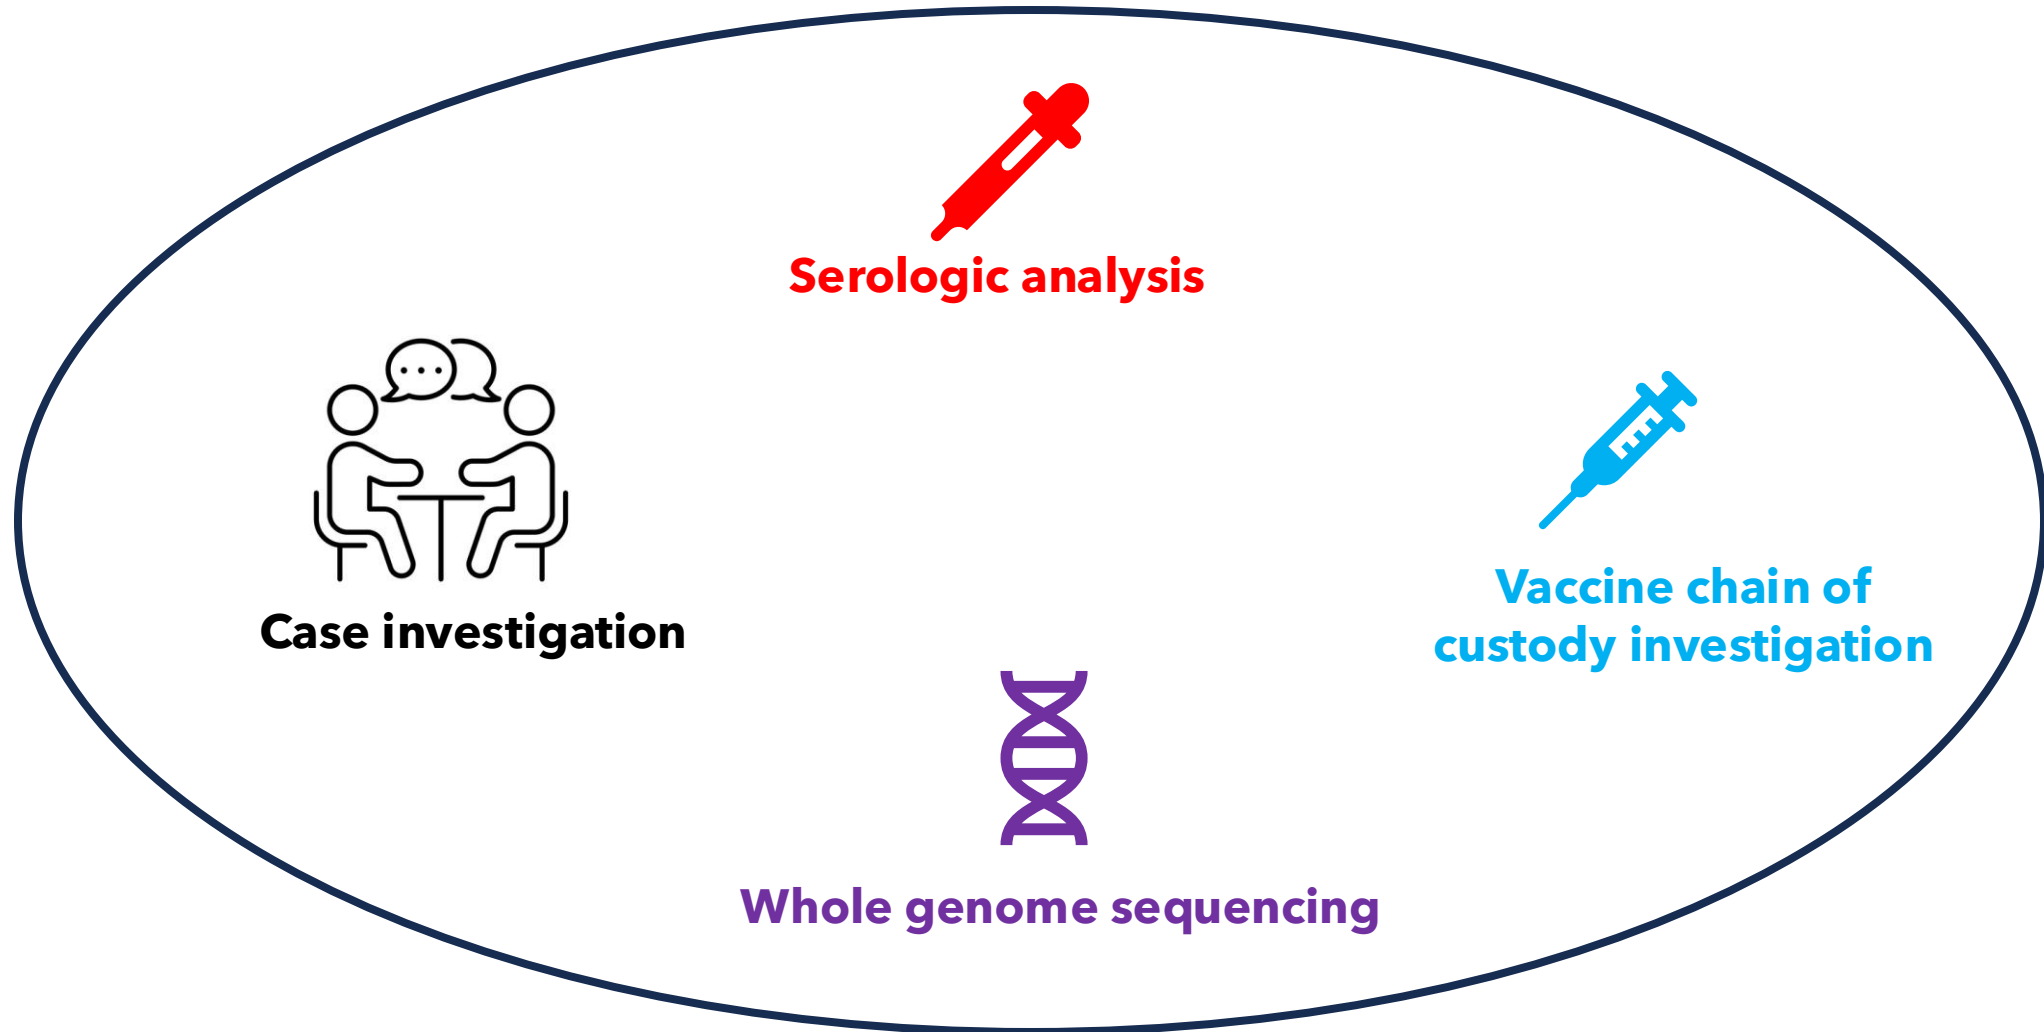 Serologic analysis
Case investigation
Vaccine chain of
custody investigation
Whole genome sequencing